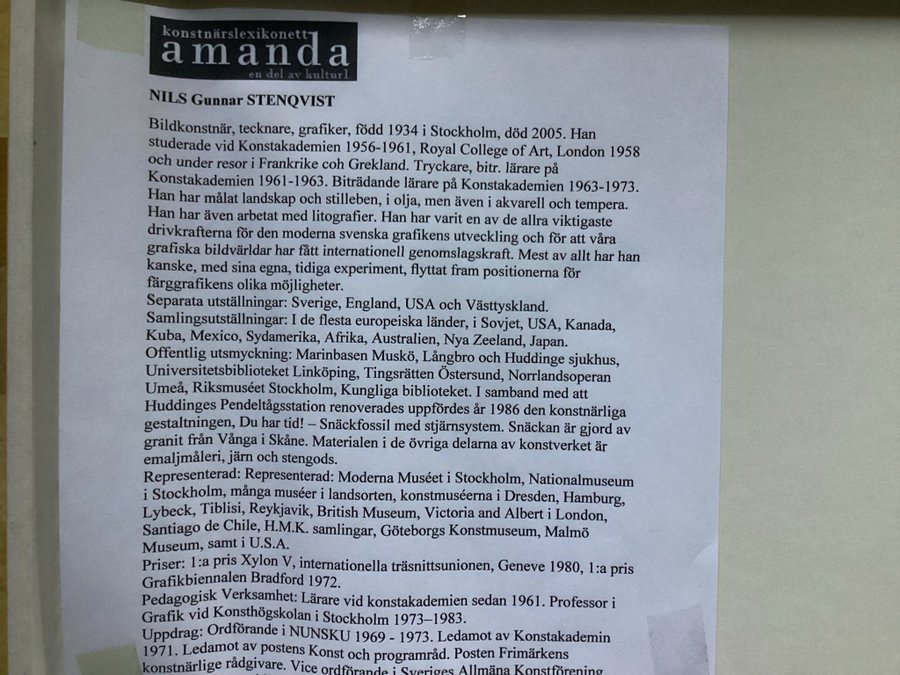 konstnärslexikonett
amanda
en del av kultur1
NILS Gunnar STENQVIST
Bildkonstnär, tecknare, grafiker, född 1934 i Stockholm, död 2005. Han
studerade vid Konstakademien 1956-1961, Royal College of Art, London 1958
och under resor i Frankrike coh Grekland. Tryckare, bitr. lärare på
Konstakademien 1961-1963. Biträdande lärare på Konstakademien 1963-1973.
Han har målat landskap och stilleben, i olja, men även i akvarell och tempera.
Han har även arbetat med litografier. Han har varit en av de allra viktigaste
drivkrafterna för den moderna svenska grafikens utveckling och för att våra
grafiska bildvärldar har fått internationell genomslagskraft. Mest av allt har han
kanske, med sina egna, tidiga experiment, flyttat fram positionerna för
färggrafikens olika möjligheter.
Separata utställningar: Sverige, England, USA och Västtyskland.
Samlingsutställningar: I de flesta europeiska länder, i Sovjet, USA, Kanada,
Kuba, Mexico, Sydamerika, Afrika, Australien, Nya Zeeland, Japan.
Offentlig utsmyckning: Marinbasen Muskö, Långbro och Huddinge sjukhus,
Universitetsbiblioteket Linköping, Tingsrätten Östersund, Norrlandsoperan
Umeå, Riksmuséet Stockholm, Kungliga biblioteket. I samband med att
Huddinges Pendeltågsstation renoverades uppfördes år 1986 den konstnärliga
gestaltningen, Du har tid! – Snäckfossil med stjärnsystem. Snäckan är gjord av
granit från Vånga i Skåne. Materialen i de övriga delarna av konstverket är
emaljmåleri, järn och stengods.
Representerad: Representerad: Moderna Muséet i Stockholm, Nationalmuseum
i Stockholm, många muséer i landsorten, konstmuséerna i Dresden, Hamburg,
Lybeck, Tiblisi, Reykjavik, British Museum, Victoria and Albert i London,
Santiago de Chile, H.M.K. samlingar, Göteborgs Konstmuseum, Malmö
Museum, samt i U.S.A.
Priser: 1:a pris Xylon V, internationella träsnittsunionen, Geneve 1980, 1:a pris
Grafikbiennalen Bradford 1972.
Pedagogisk Verksamhet: Lärare vid konstakademien sedan 1961. Professor i
Grafik vid Konsthögskolan i Stockholm 1973–1983.
Uppdrag: Ordförande i NUNSKU 1969 - 1973. Ledamot av Konstakademin
1971. Ledamot av postens Konst och programråd. Posten Frimärkens
konstnärlige rådgivare. Vice ordförande i Sveriges Allmäna Konstförening